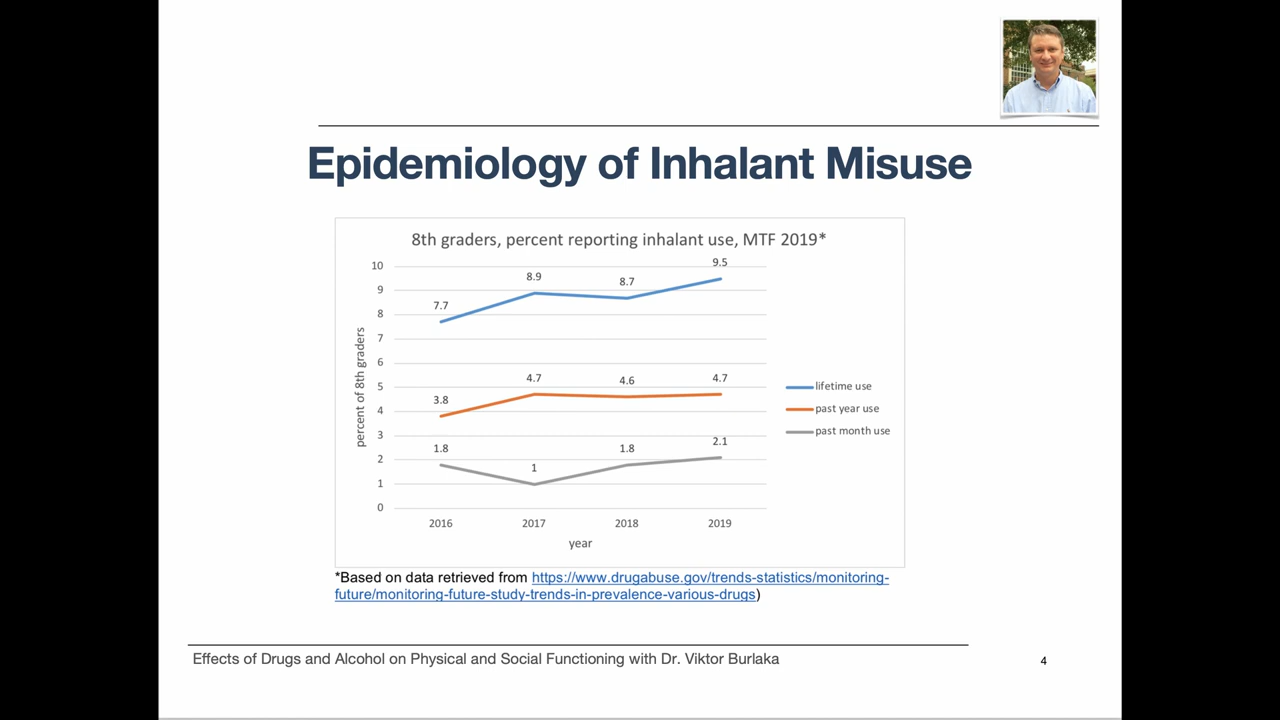 Epidemiology of Inhalant Misuse
8th graders, percent reporting inhalant use, MTF 2019*
percent of 8th graders
10
9
8
7
6
5
4
3
2
1
0
7.7
8.9
8.7
9.5
3.8
4.7
4.6
4.7
1.8
1
1.8
2.1
2016
2017
2018
2019
year
lifetime use
past year use
past month use
*Based on data retrieved from https://www.drugabuse.gov/trends-statistics/monitoring-
future/monitoring-future-study-trends-in-prevalence-various-drugs)
Effects of Drugs and Alcohol on Physical and Social Functioning with Dr. Viktor Burlaka
4